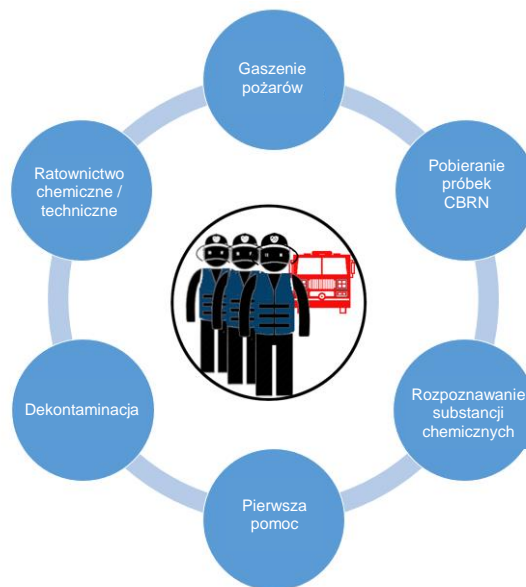 Gaszenie
pożarów
Pobieranie
próbek
CBRN
Rozpoznawanie
substancji
chemicznych
Pierwsza
pomoc
Dekontaminacja
Ratownictwo
chemiczne /
techniczne